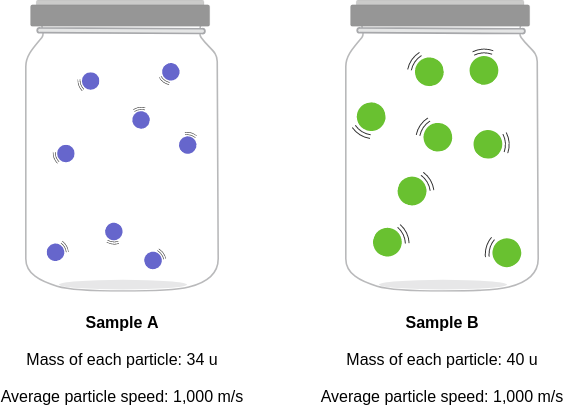 Sample A
Mass of each particle: 34 u
Average particle speed: 1,000 m/s
Sample B
Mass of each particle: 40 u
Average particle speed: 1,000 m/s